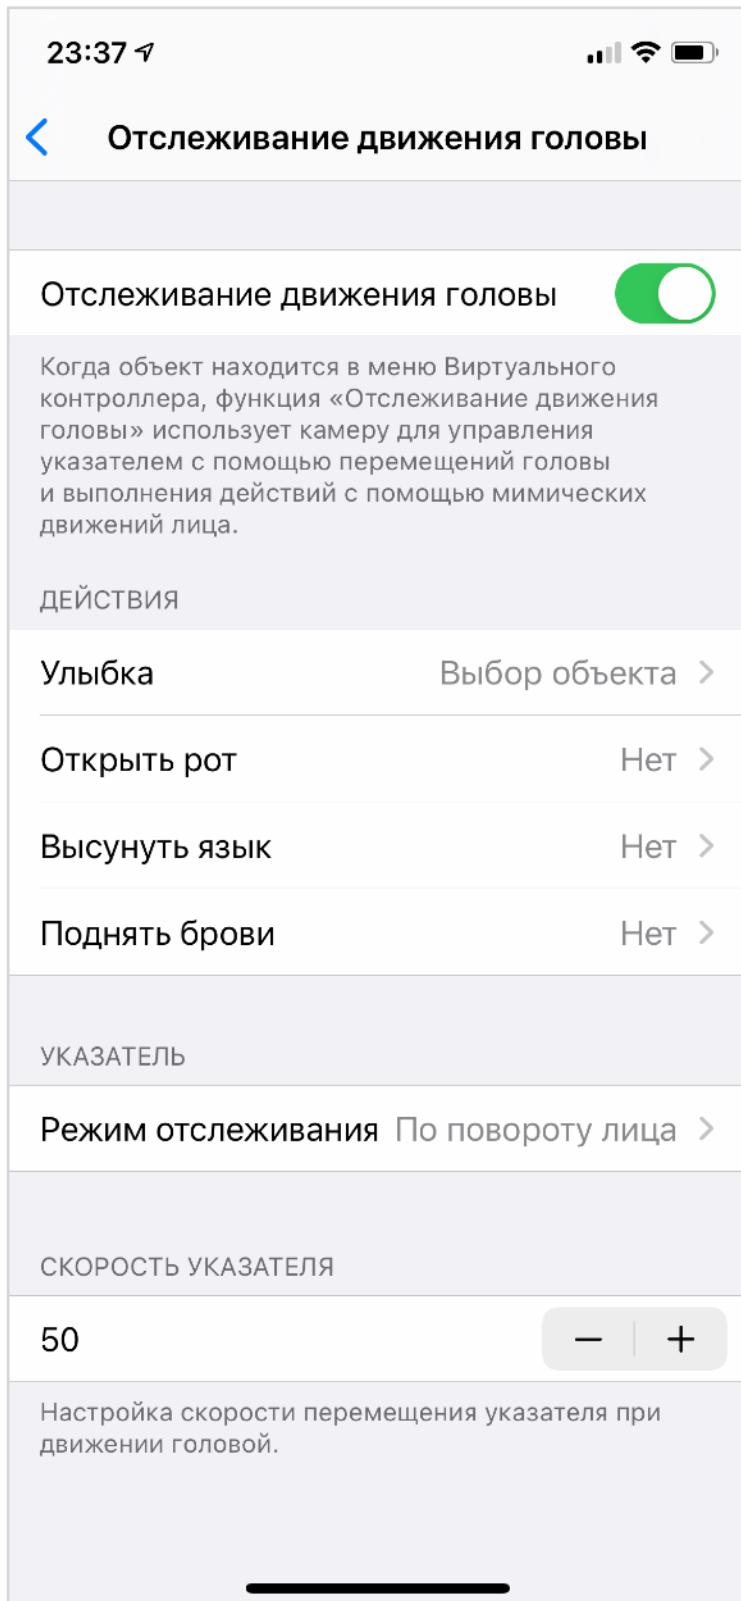 23:37
Отслеживание движения головы
Отслеживание движения головы
Когда объект находится в меню Виртуального
контроллера, функция «Отслеживание движения
головы» использует камеру для управления
указателем с помощью перемещений головы
и выполнения действий с помощью мимических
движений лица.
ДЕЙСТВИЯ
Улыбка Выбор объекта
Открыть рот Нет
Высунуть язык Нет
Поднять брови Нет
УКАЗАТЕЛЬ
Режим отслеживания По повороту лица
СКОРОСТЬ УКАЗАТЕЛЯ
50 − +
Настройка скорости перемещения указателя при
движении головой.